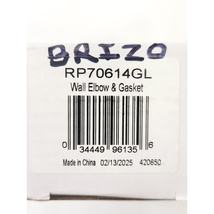 BRIZO
RP70614GL
Wall Elbow & Gasket
0 34449 96135 6
Made in China 02/13/2025 420650